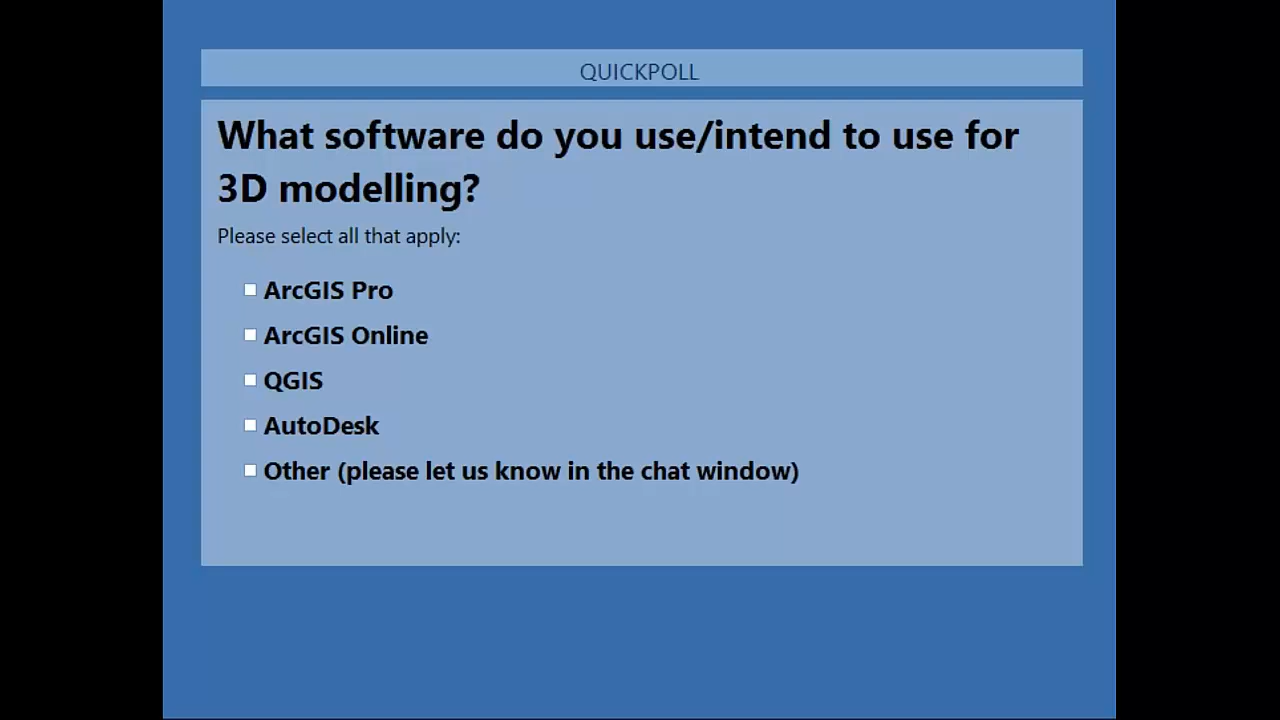 QUICKPOLL
What software do you use/intend to use for
3D modelling?
Please select all that apply:
ArcGIS Pro
ArcGIS Online
QGIS
AutoDesk
Other (please let us know in the chat window)